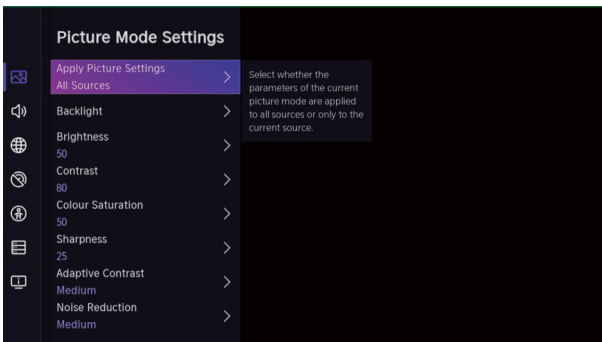 Picture Mode Settings
Apply Picture Settings
All Sources
Select whether the
parameters of the current
picture mode are applied
to all sources or only to the
current source.
Backlight
Brightness
50
Contrast
80
Colour Saturation
50
Sharpness
25
Adaptive Contrast
Medium
Noise Reduction
Medium